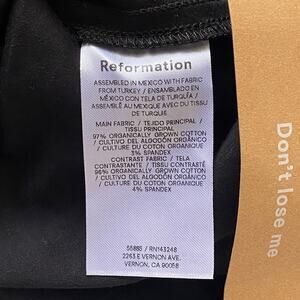 Reformation
ASSEMBLED IN MEXICO WITH FABRIC
FROM TURKEY / ENSAMBLADO EN
MÉXICO CON TELA DE TURQUÍA /
ASSEMBLÉ AU MEXIQUE AVEC DU TISSU
DE TURQUIE
MAIN FABRIC / TEJIDO PRINCIPAL /
TISSU PRINCIPAL
97% ORGANICALLY GROWN COTTON
/ CULTIVO DEL ALGODÓN ORGÁNICO
/ CULTURE DU COTON ORGANIQUE
3% SPANDEX
CONTRAST FABRIC / TELA
CONTRASTANTE / TISSU CONTRASTÉ
96% ORGANICALLY GROWN COTTON
/ CULTIVO DEL ALGODÓN ORGÁNICO
/ CULTURE DU COTON ORGANIQUE
4% SPANDEX
55885 / RN143248
2263 E VERNON AVE.
VERNON, CA 90058
Don't lose me